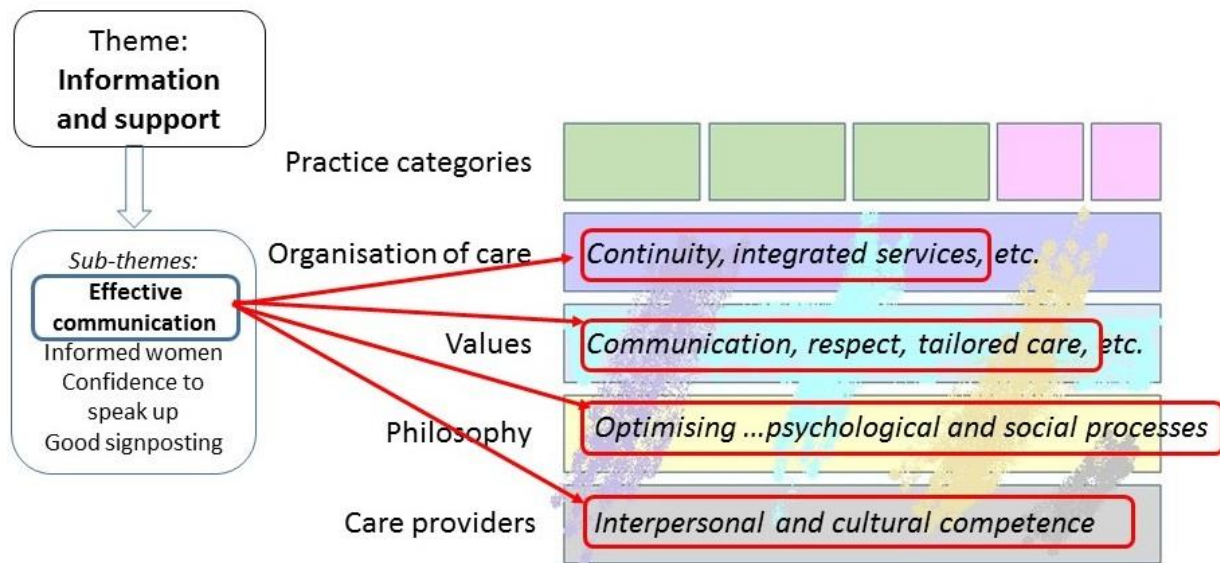 Theme:
Information
and support
Sub-themes:
Effective
communication
Informed women
Confidence to
speak up
Good signposting
Practice categories
Organisation of care
Continuity, integrated services, etc.
Values
Communication, respect, tailored care, etc.
Philosophy
Optimising ...psychological and social processes
Care providers
Interpersonal and cultural competence